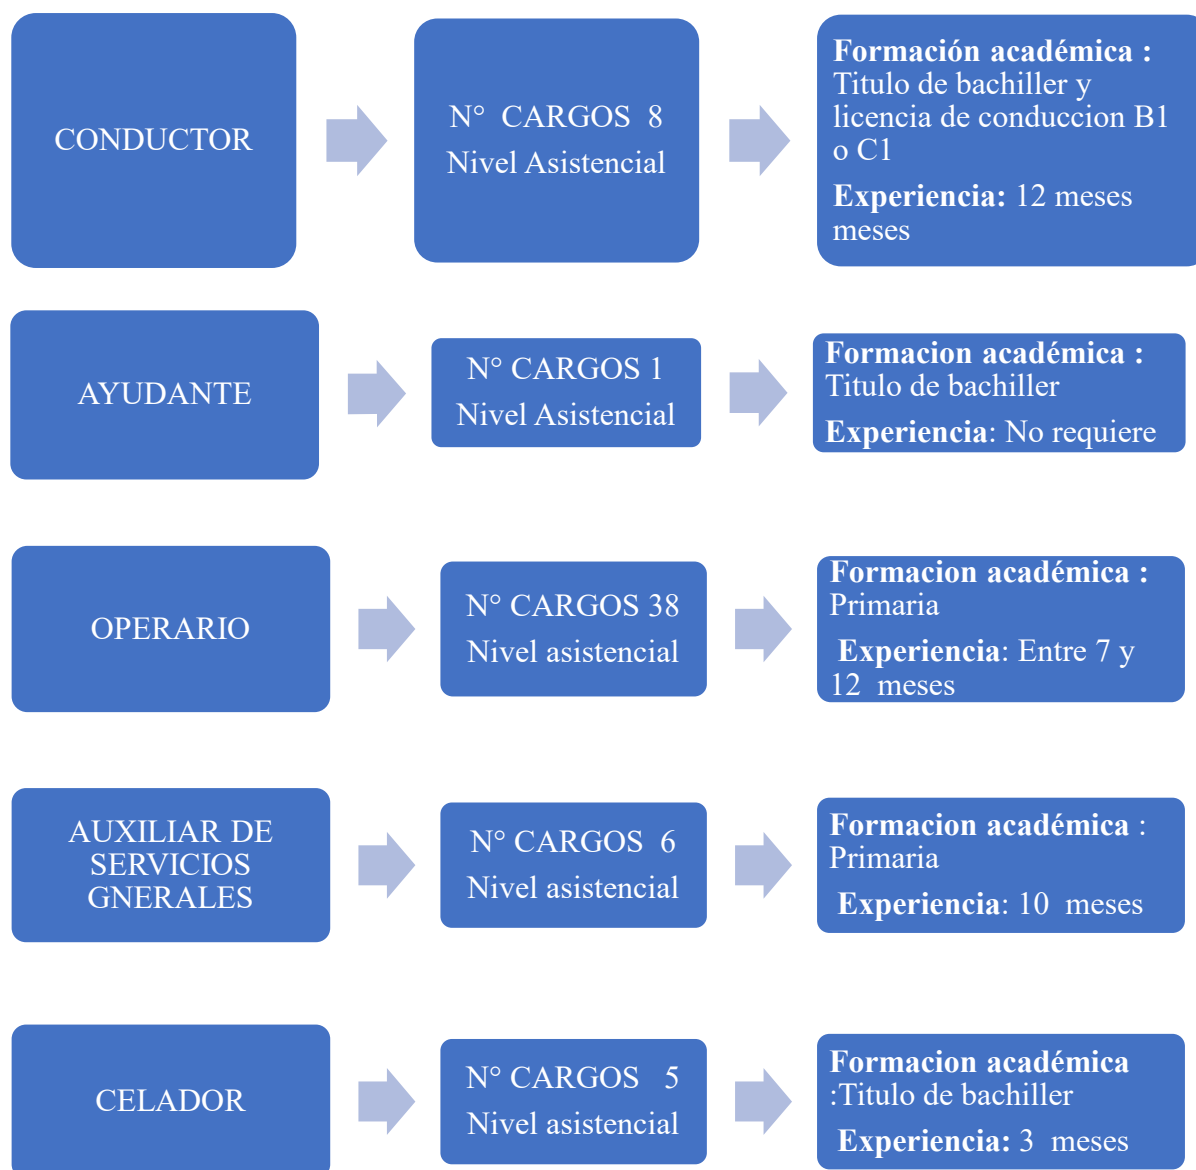 CONDUCTOR
N° CARGOS 8
Nivel Asistencial
Formación académica :
Titulo de bachiller y
licencia de conduccion B1
o C1
Experiencia: 12 meses
meses
AYUDANTE
N° CARGOS 1
Nivel Asistencial
Formacion académica :
Titulo de bachiller
Experiencia: No requiere
OPERARIO
N° CARGOS 38
Nivel asistencial
Formacion académica :
Primaria
Experiencia: Entre 7 y
12 meses
AUXILIAR DE
SERVICIOS
GNERALES
N° CARGOS 6
Nivel asistencial
Formacion académica :
Primaria
Experiencia: 10 meses
CELADOR
N° CARGOS 5
Nivel asistencial
Formacion académica
:Titulo de bachiller
Experiencia: 3 meses